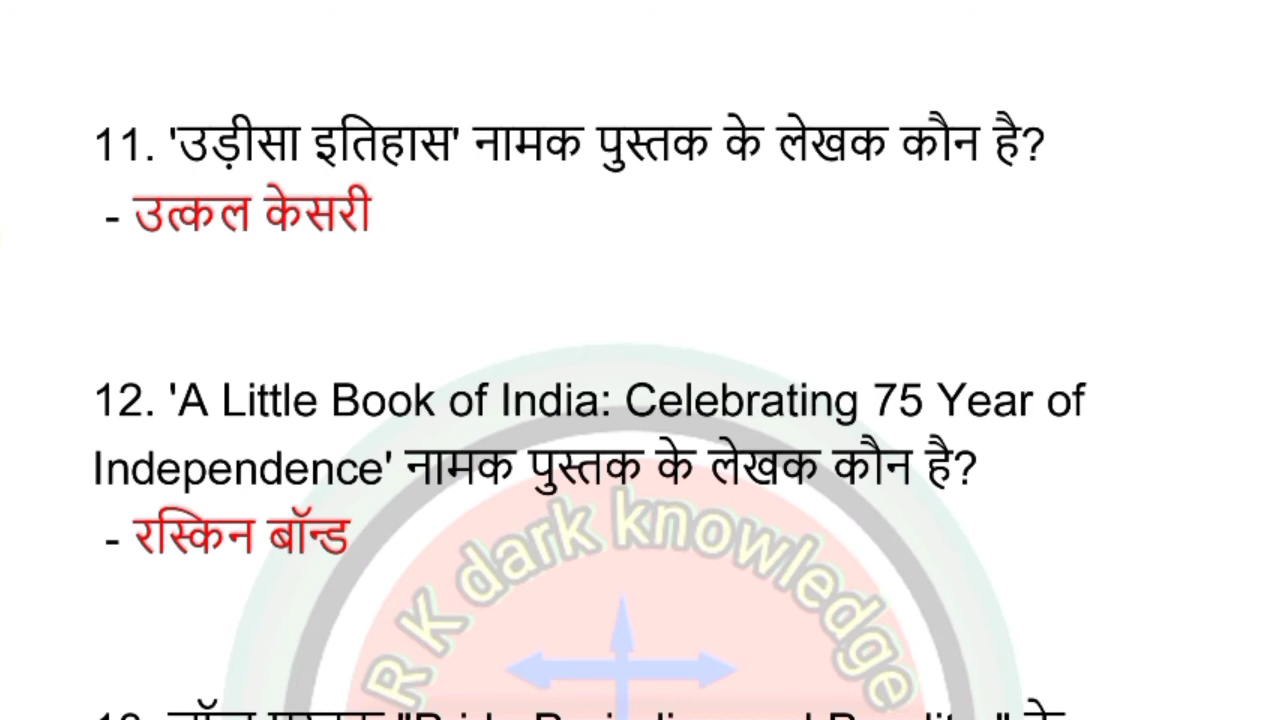 11. 'उड़ीसा इतिहास' नामक पुस्तक के लेखक कौन है?
- उत्कल केसरी
12. 'A Little Book of India: Celebrating 75 Year of
Independence' नामक पुस्तक के लेखक कौन है?
- रस्किन बॉन्ड
R K dark knowledge